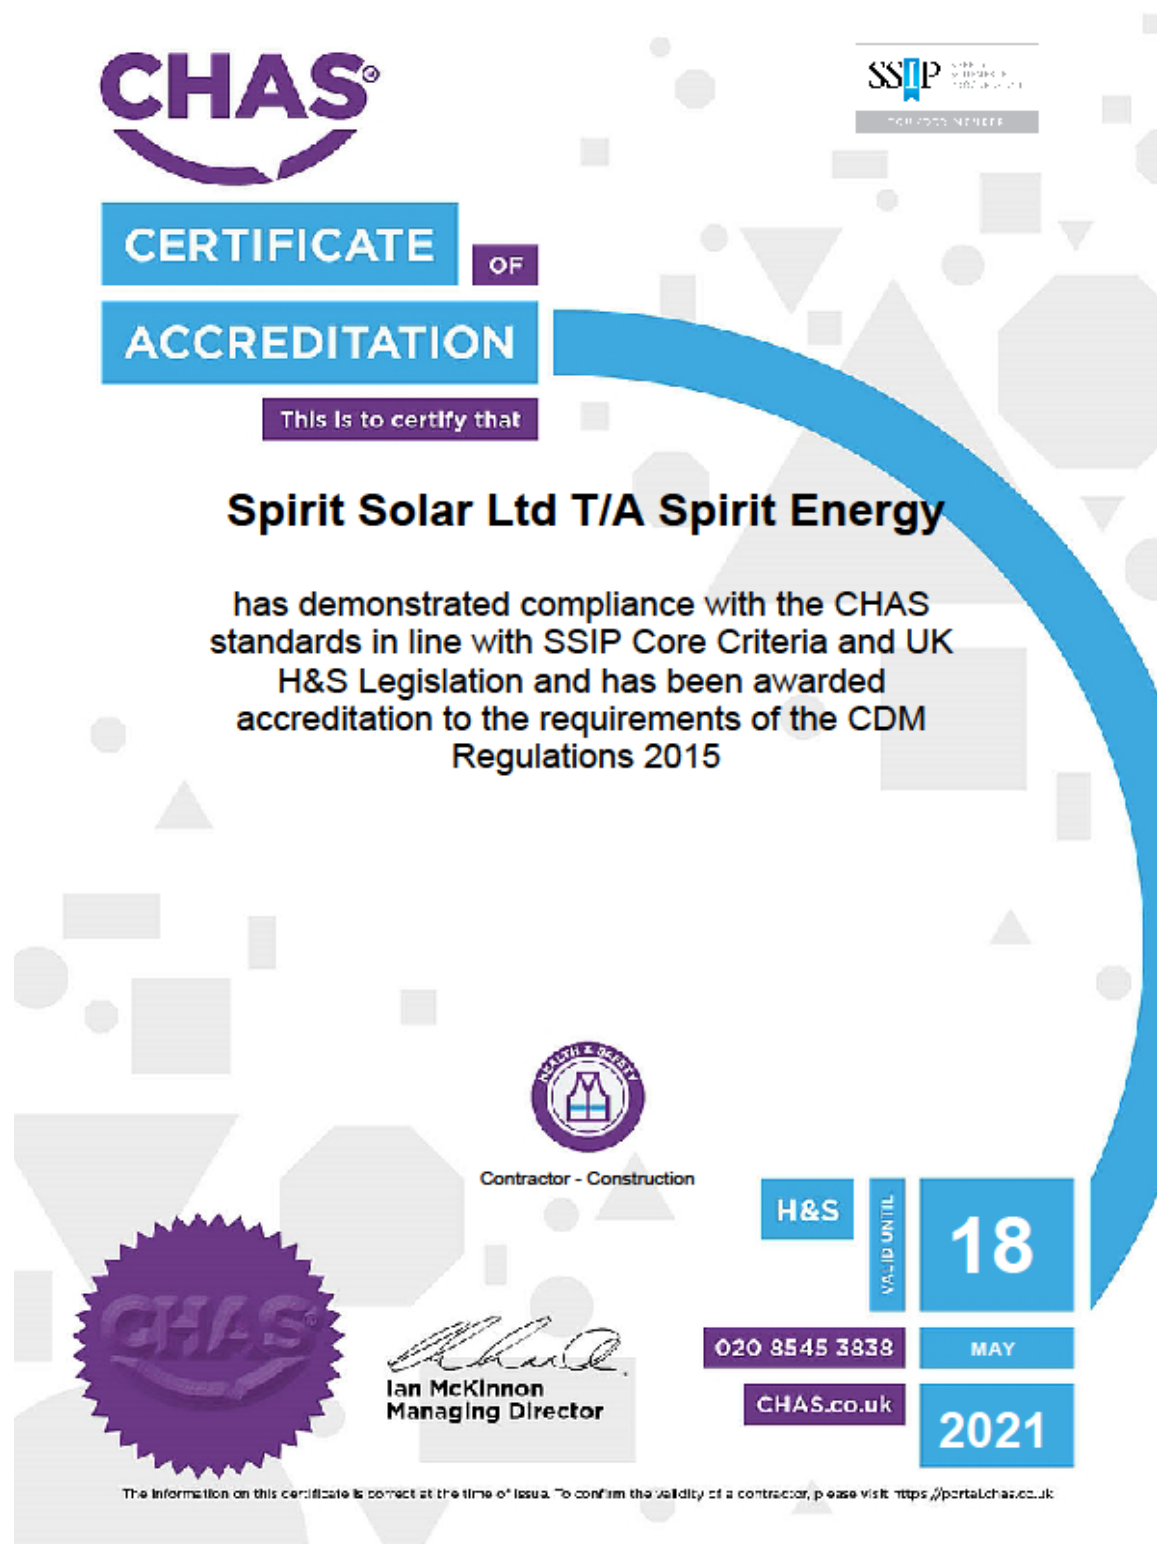 CHAS®
SSIP
CERTIFICATE
OF
ACCREDITATION
This is to certify that
Spirit Solar Ltd T/A Spirit Energy
has demonstrated compliance with the CHAS
standards in line with SSIP Core Criteria and UK
H&S Legislation and has been awarded
accreditation to the requirements of the CDM
Regulations 2015
HEALTH & SAFETY
Contractor - Construction
H&S
VALID UNTIL
18
MAY
2021
020 8545 3838
CHAS.co.uk
CHAS®
Ian McKinnon
Managing Director
The information on this certificate is correct at the time of issue. To confirm the validity of a contractor, please visit https://portal.chas.co.uk